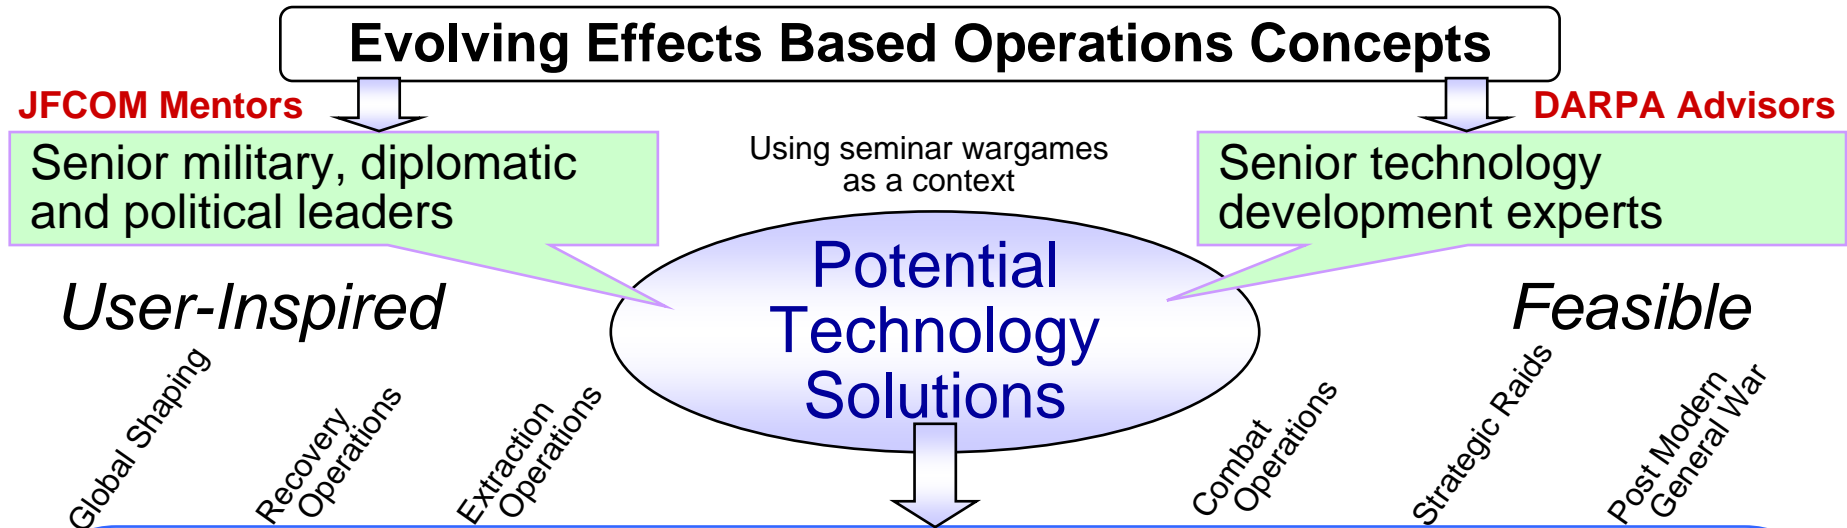 Evolving Effects Based Operations Concepts
JFCOM Mentors
DARPA Advisors
Senior military, diplomatic
and political leaders
Using seminar wargames
as a context
Senior technology
development experts
User-Inspired
Potential
Technology
Solutions
Feasible
Global Shaping
Recovery
Operations
Extraction
Operations
Combat
Operations
Strategic Raids
Post Modern
General War